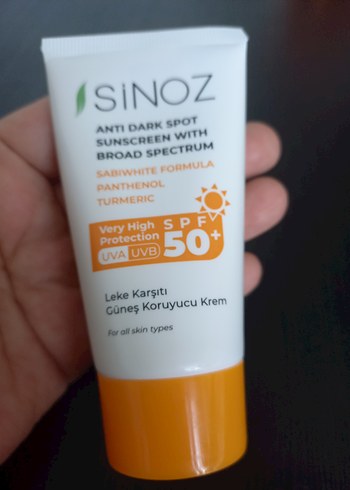 SiNOZ
ANTI DARK SPOT
SUNSCREEN WITH
BROAD SPECTRUM
SABIWHITE FORMULA
PANTHENOL
TURMERIC
Very High
Protection
UVA UVB
SPF
50+
Leke Karşıtı
Güneş Koruyucu Krem
For all skin types